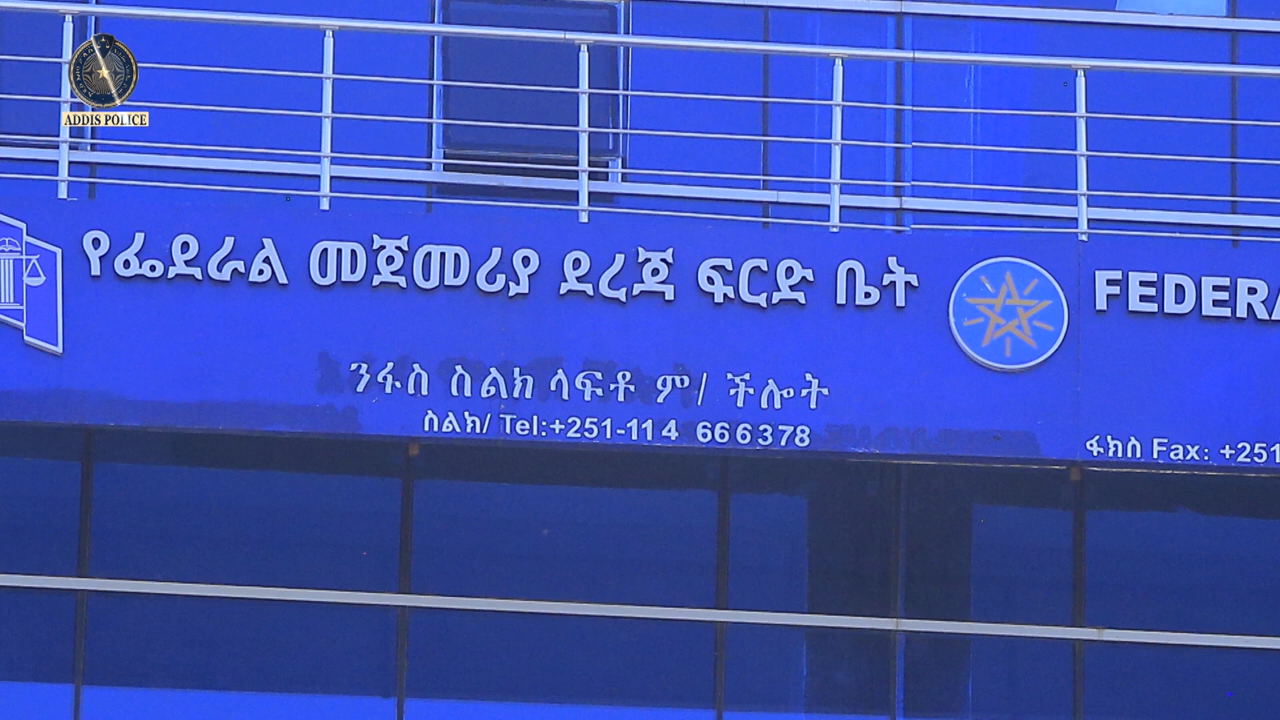 ADDIS POLICE
የፌደራል መጀመሪያ ደረጃ ፍርድ ቤት
FEDERA
ንፋስ ስልክ ላፍቶ ም/ ችሎት
ስልክ/ Tel:+251-114 666378
ፋክስ Fax: +251